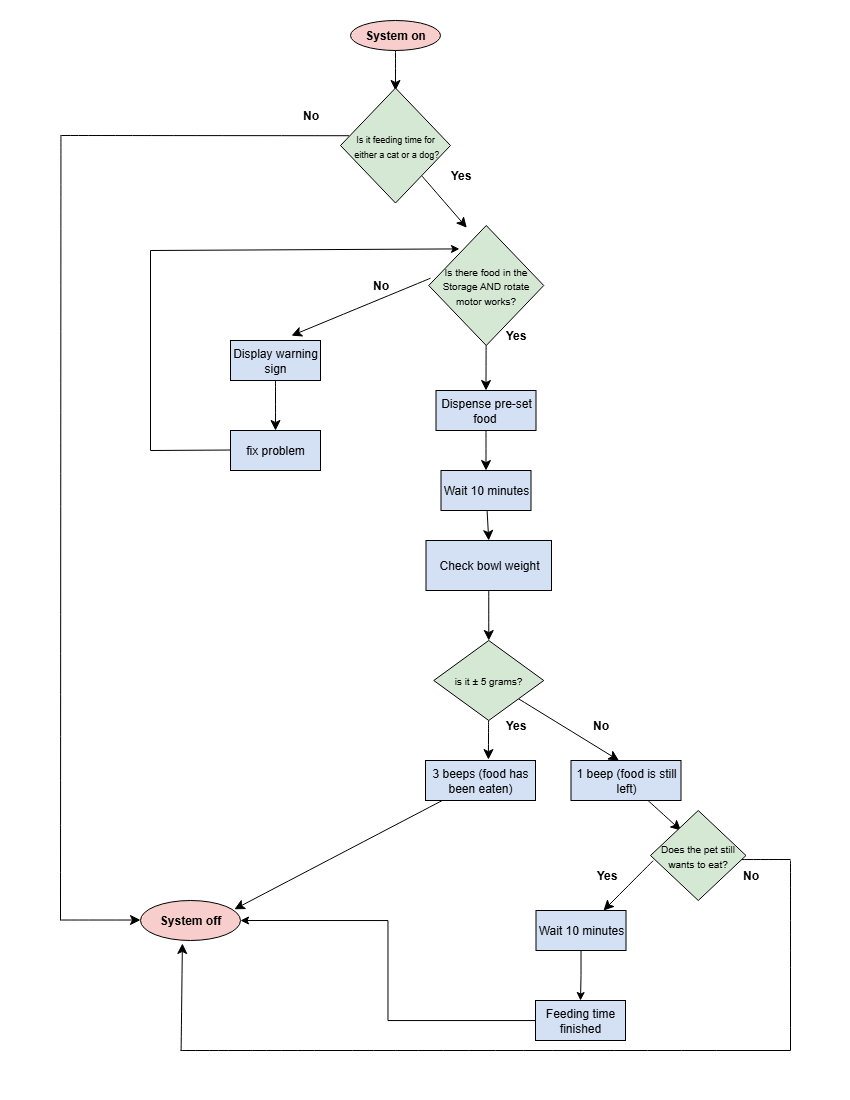 System on
No
Is it feeding time for
either a cat or a dog?
Yes
Is there food in the
Storage AND rotate
motor works?
No
Yes
Display warning
sign
Dispense pre-set
food
fix problem
Wait 10 minutes
Check bowl weight
is it ± 5 grams?
Yes
No
3 beeps (food has
been eaten)
1 beep (food is still
left)
Does the pet still
wants to eat?
Yes
No
System off
Wait 10 minutes
Feeding time
finished